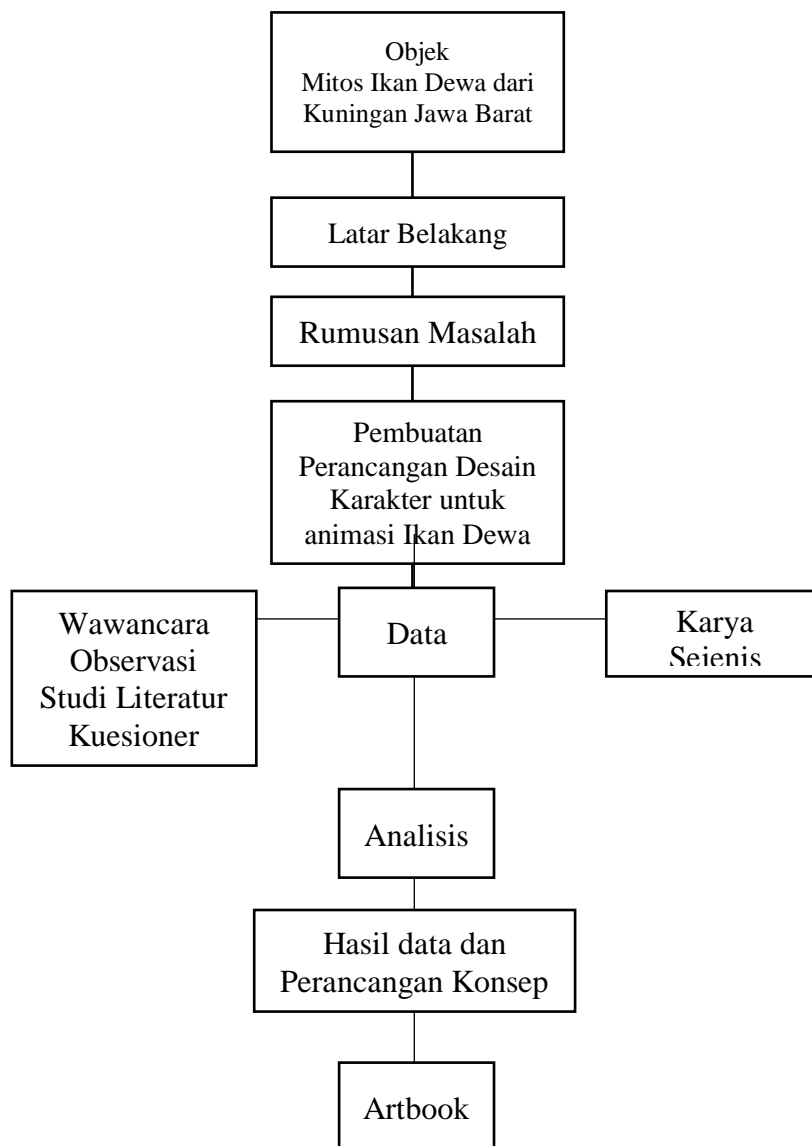 Objek
Mitos Ikan Dewa dari
Kuningan Jawa Barat
Latar Belakang
Rumusan Masalah
Pembuatan
Perancangan Desain
Karakter untuk
animasi Ikan Dewa
Wawancara
Observasi
Studi Literatur
Kuesioner
Data
Karya
Sejenis
Analisis
Hasil data dan
Perancangan Konsep
Artbook